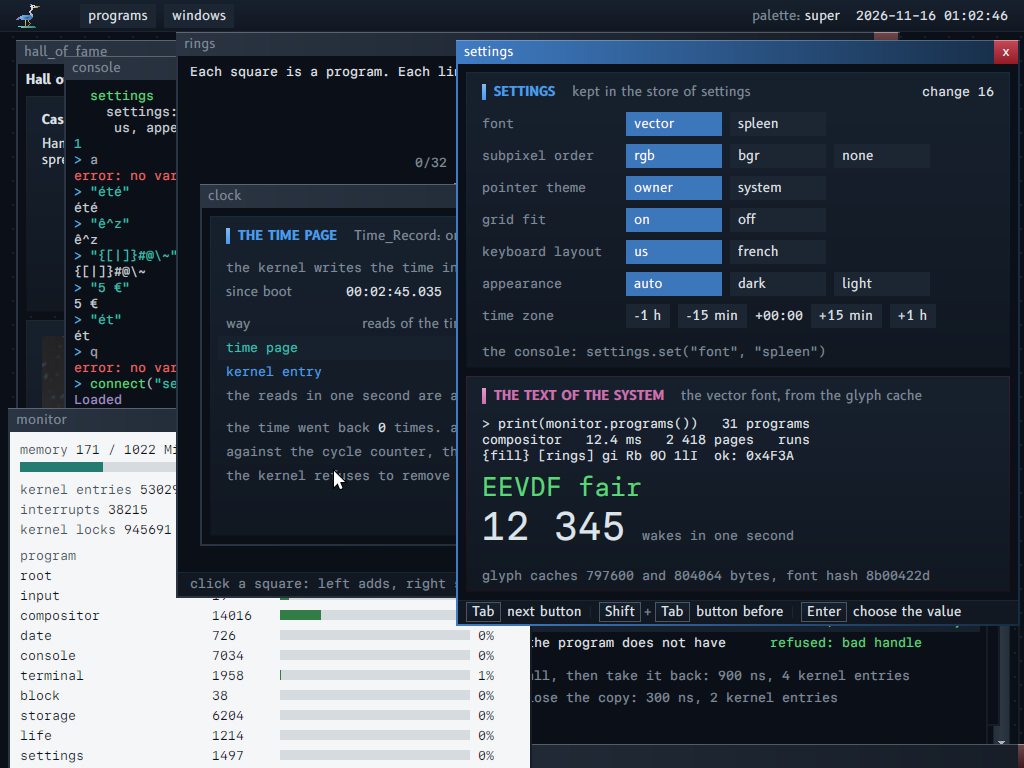 programs windows
palette: super 2026-11-16 01:02:46
hall_of_fame
console
rings
settings x
Hall
Cas
settings
settings:
us, appe
1
> a
error: no var
> "été"
été
> "ê^z"
ê^z
> "{[|]}#@\~"
{[|]}#@\~
> "5 €"
5 €
> "ét"
ét
> q
error: no var
> connect("se
Loaded
Each square is a program. Each
0/32
clock
THE TIME PAGE Time_Record:
the kernel writes the time in
since boot 00:02:45.035
way reads of the
time page
kernel entry
the reads in one second are a
the time went back 0 times.
against the cycle counter,
the kernel refuses to remove
click a square: left adds, right
SETTINGS kept in the store of settings change 16
font vector spleen
subpixel order rgb bgr none
pointer theme owner system
grid fit on off
keyboard layout us french
appearance auto dark light
time zone -1 h -15 min +00:00 +15 min +1 h
the console: settings.set("font", "spleen")
THE TEXT OF THE SYSTEM the vector font, from the glyph cache
> print(monitor.programs()) 31 programs
compositor 12.4 ms 2 418 pages runs
{fill} [rings] gi Rb 0O 1lI ok: 0x4F3A
EEVDF fair
12 345 wakes in one second
glyph caches 797600 and 804064 bytes, font hash 8b00422d
Tab next button Shift + Tab button before Enter choose the value
monitor
memory 171 / 1022
kernel entries 53029
interrupts 38215
kernel locks 945691
program
root
input
compositor 14016
date 726 0%
console 7034 0%
terminal 1958 1%
block 38 0%
storage 6204 0%
life 1214 0%
settings 1497 0%
the program does not have refused: bad handle
all, then take it back: 900 ns, 4 kernel entries
lose the copy: 300 ns, 2 kernel entries